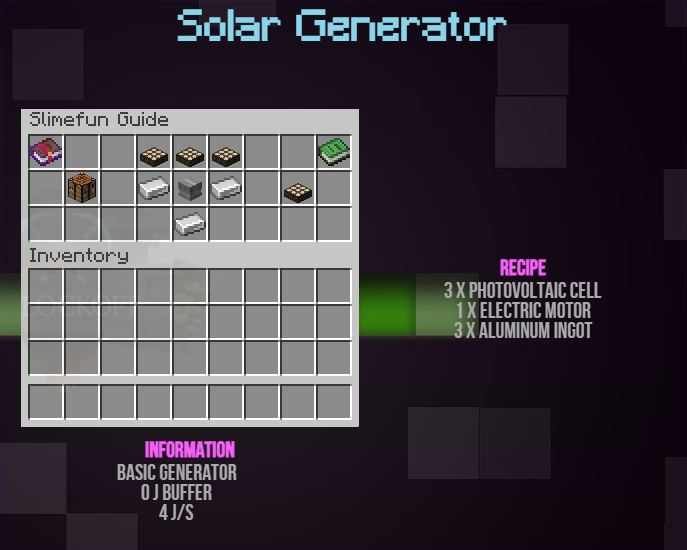 Solar Generator
Slimefun Guide
Inventory
LOCKOFF
RECIPE
3 X PHOTOVOLTAIC CELL
1 X ELECTRIC MOTOR
3 X ALUMINUM INGOT
INFORMATION
BASIC GENERATOR
0 J BUFFER
4 J/S